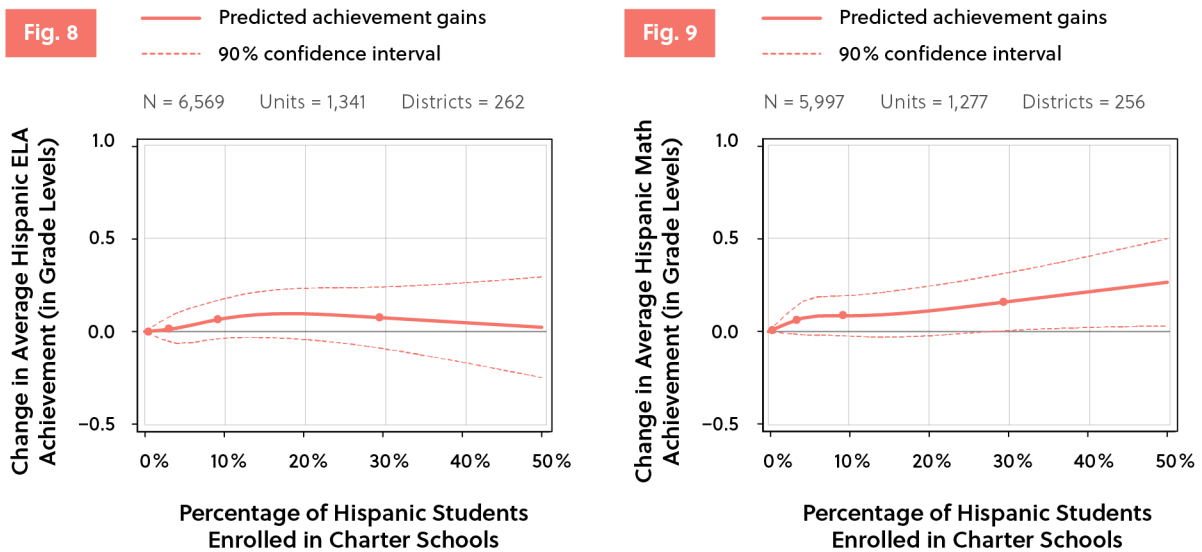 Fig. 8
Predicted achievement gains
90% confidence interval
N = 6,569 Units = 1,341 Districts = 262
Change in Average Hispanic ELA
Achievement (in Grade Levels)
1.0
0.5
0.0
−0.5
0% 10% 20% 30% 40% 50%
Percentage of Hispanic Students
Enrolled in Charter Schools
Fig. 9
Predicted achievement gains
90% confidence interval
N = 5,997 Units = 1,277 Districts = 256
Change in Average Hispanic Math
Achievement (in Grade Levels)
1.0
0.5
0.0
−0.5
0% 10% 20% 30% 40% 50%
Percentage of Hispanic Students
Enrolled in Charter Schools